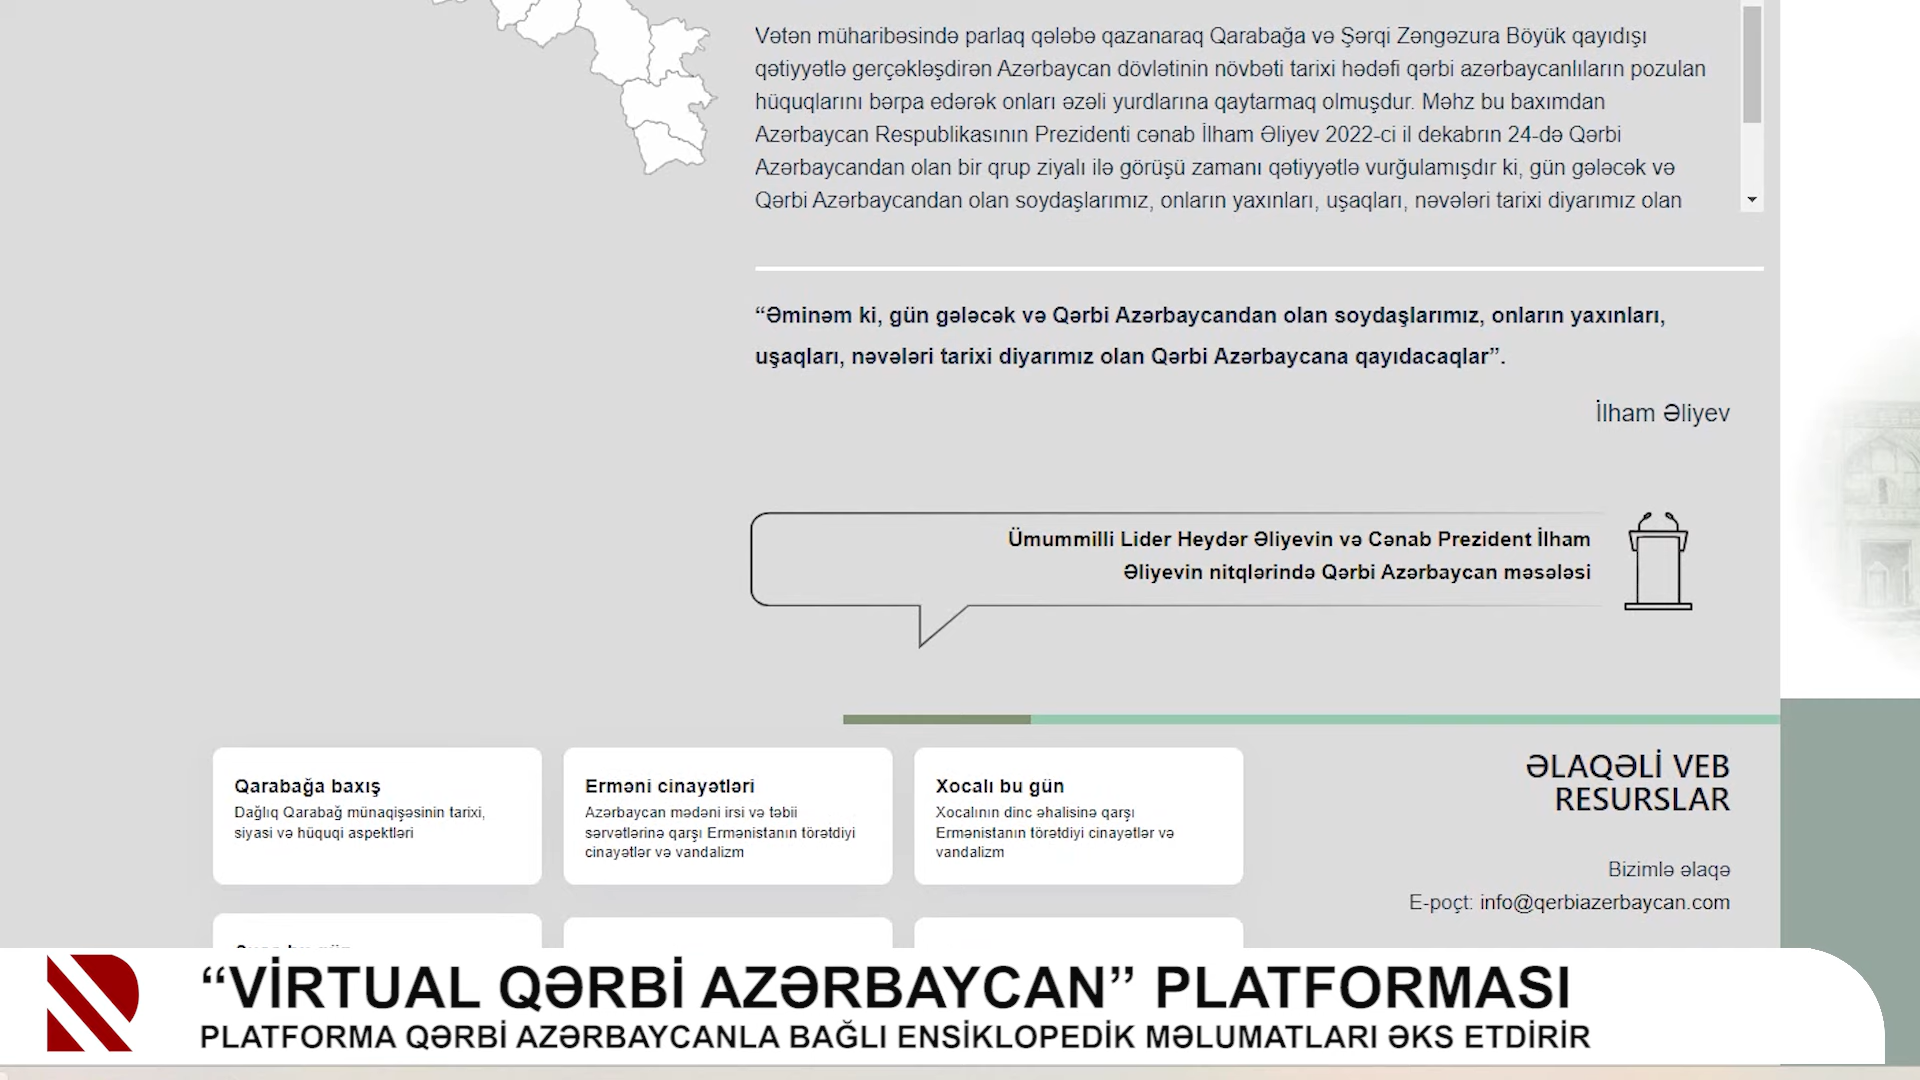 Vətən müharibəsində parlaq qələbə qazanaraq Qarabağa və Şərqi Zəngəzura Böyük qayıdışı
qətiyyətlə gerçəkləşdirən Azərbaycan dövlətinin növbəti tarixi hədəfi qərbi azərbaycanlıların pozulan
hüquqlarını bərpa edərək onları əzəli yurdlarına qaytarmaq olmuşdur. Məhz bu baxımdan
Azərbaycan Respublikasının Prezidenti cənab İlham Əliyev 2022-ci il dekabrın 24-də Qərbi
Azərbaycandan olan bir qrup ziyalı ilə görüşü zamanı qətiyyətlə vurğulamışdır ki, gün gələcək və
Qərbi Azərbaycandan olan soydaşlarımız, onların yaxınları, uşaqları, nəvələri tarixi diyarımız olan
“Əminəm ki, gün gələcək və Qərbi Azərbaycandan olan soydaşlarımız, onların yaxınları,
uşaqları, nəvələri tarixi diyarımız olan Qərbi Azərbaycana qayıdacaqlar”.
İlham Əliyev
Ümummilli Lider Heydər Əliyevin və Cənab Prezident İlham
Əliyevin nitqlərində Qərbi Azərbaycan məsələsi
Qarabağa baxış
Dağlıq Qarabağ münaqişəsinin tarixi,
siyasi və hüquqi aspektləri
Erməni cinayətləri
Azərbaycan mədəni irsi və təbii
sərvətlərinə qarşı Ermənistanın törətdiyi
cinayətlər və vandalizm
Xocalı bu gün
Xocalının dinc əhalisinə qarşı
Ermənistanın törətdiyi cinayətlər və
vandalizm
ƏLAQƏLİ VEB
RESURSLAR
Bizimlə əlaqə
E-poçt: info@qerbiazerbaycan.com
“VİRTUAL QƏRBİ AZƏRBAYCAN” PLATFORMASI
PLATFORMA QƏRBİ AZƏRBAYCANLA BAĞLI ENSİKLOPEDİK MƏLUMATLARI ƏKS ETDİRİR